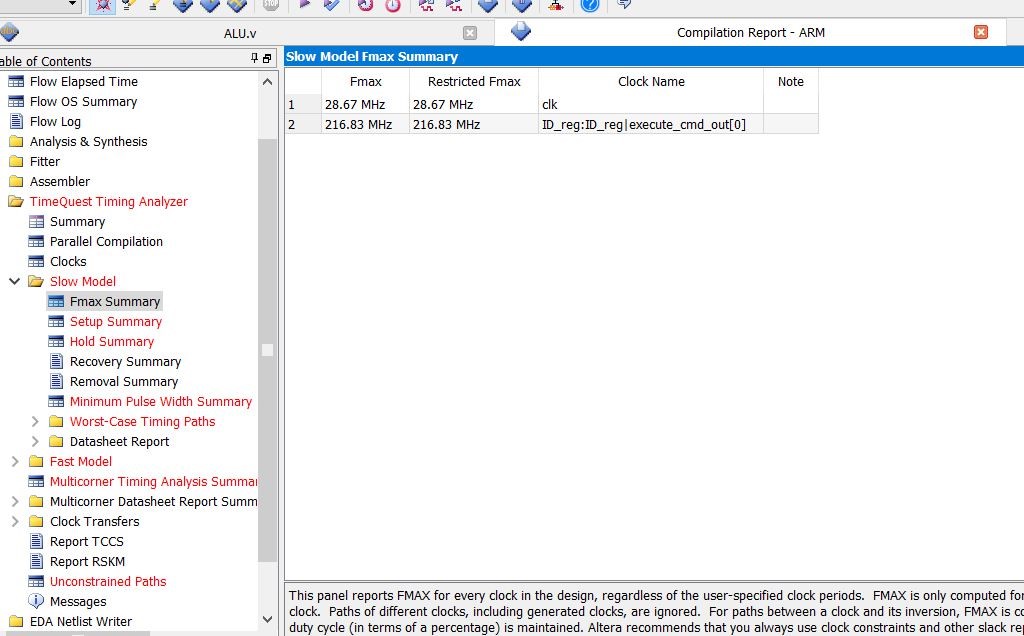 ALU.v
Compilation Report - ARM
able of Contents
Flow Elapsed Time
Flow OS Summary
Flow Log
Analysis & Synthesis
Fitter
Assembler
TimeQuest Timing Analyzer
Summary
Parallel Compilation
Clocks
Slow Model
Fmax Summary
Setup Summary
Hold Summary
Recovery Summary
Removal Summary
Minimum Pulse Width Summary
Worst-Case Timing Paths
Datasheet Report
Fast Model
Multicorner Timing Analysis Summar
Multicorner Datasheet Report Summ
Clock Transfers
Report TCCS
Report RSKM
Unconstrained Paths
Messages
EDA Netlist Writer
Slow Model Fmax Summary
Fmax Restricted Fmax Clock Name Note
1 28.67 MHz 28.67 MHz clk
2 216.83 MHz 216.83 MHz ID_reg:ID_reg|execute_cmd_out[0]
This panel reports FMAX for every clock in the design, regardless of the user-specified clock periods. FMAX is only computed for
clock. Paths of different clocks, including generated clocks, are ignored. For paths between a clock and its inversion, FMAX is co
duty cycle (in terms of a percentage) is maintained. Altera recommends that you always use clock constraints and other slack rep